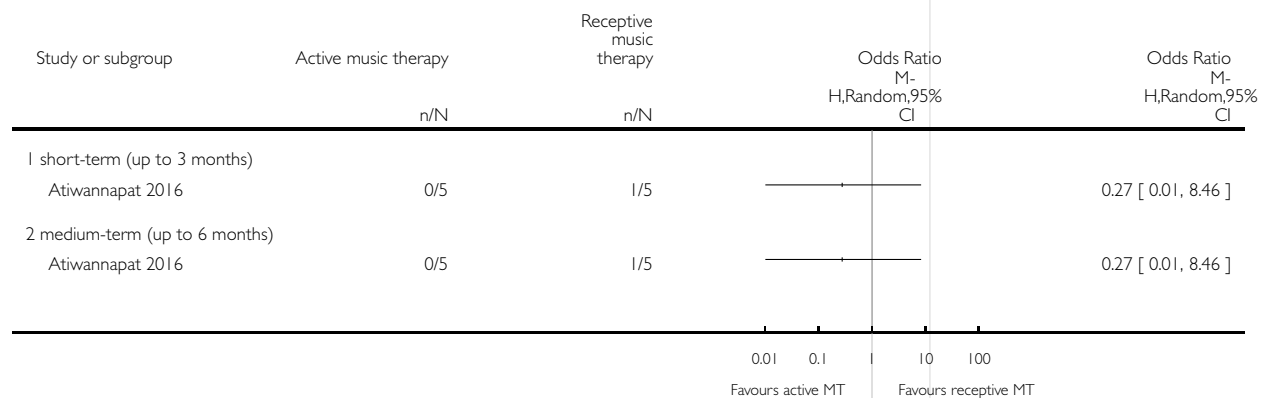 Receptive
music
Study or subgroup Active music therapy therapy Odds Ratio Odds Ratio
M- M-
H,Random,95% H,Random,95%
n/N n/N CI CI
1 short-term (up to 3 months)
Atiwannapat 2016 0/5 1/5 0.27 [ 0.01, 8.46 ]
2 medium-term (up to 6 months)
Atiwannapat 2016 0/5 1/5 0.27 [ 0.01, 8.46 ]
0.01 0.1 1 10 100
Favours active MT Favours receptive MT